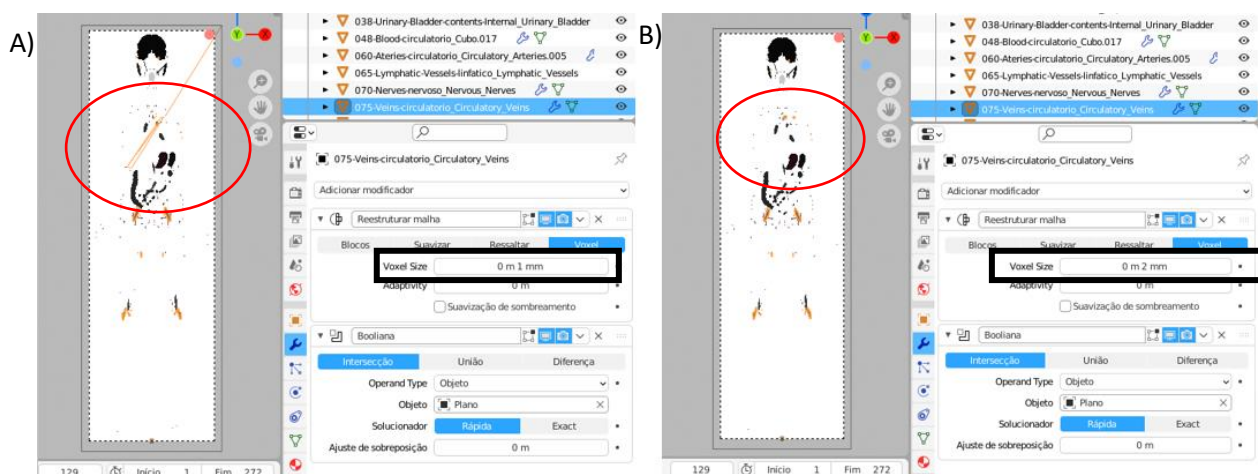 A)
038-Urinary-Bladder-contents-Internal_Urinary_Bladder
048-Blood-circulatorio_Cubo.017
060-Ateries-circulatorio_Circulatory_Arteries.005
065-Lymphatic-Vessels-linfatico_Lymphatic_Vessels
070-Nerves-nervoso_Nervous_Nerves
075-Veins-circulatorio_Circulatory_Veins
Y
X
075-Veins-circulatorio_Circulatory_Veins
Adicionar modificador
Reestruturar malha
Blocos Suavizar Ressaltar Voxel
Voxel Size 0 m 1 mm
Adaptivity 0 m
Suavização de sombreamento
Booliana
Intersecção União Diferença
Operand Type Objeto
Objeto Plano
Solucionador Rápida Exact
Ajuste de sobreposição 0 m
129 Início 1 Fim 272
B)
038-Urinary-Bladder-contents-Internal_Urinary_Bladder
048-Blood-circulatorio_Cubo.017
060-Ateries-circulatorio_Circulatory_Arteries.005
065-Lymphatic-Vessels-linfatico_Lymphatic_Vessels
070-Nerves-nervoso_Nervous_Nerves
075-Veins-circulatorio_Circulatory_Veins
Y
X
075-Veins-circulatorio_Circulatory_Veins
Adicionar modificador
Reestruturar malha
Blocos Suavizar Ressaltar Voxel
Voxel Size 0 m 2 mm
Adaptivity 0 m
Suavização de sombreamento
Booliana
Intersecção União Diferença
Operand Type Objeto
Objeto Plano
Solucionador Rápida Exact
Ajuste de sobreposição 0 m
129 Início 1 Fim 272